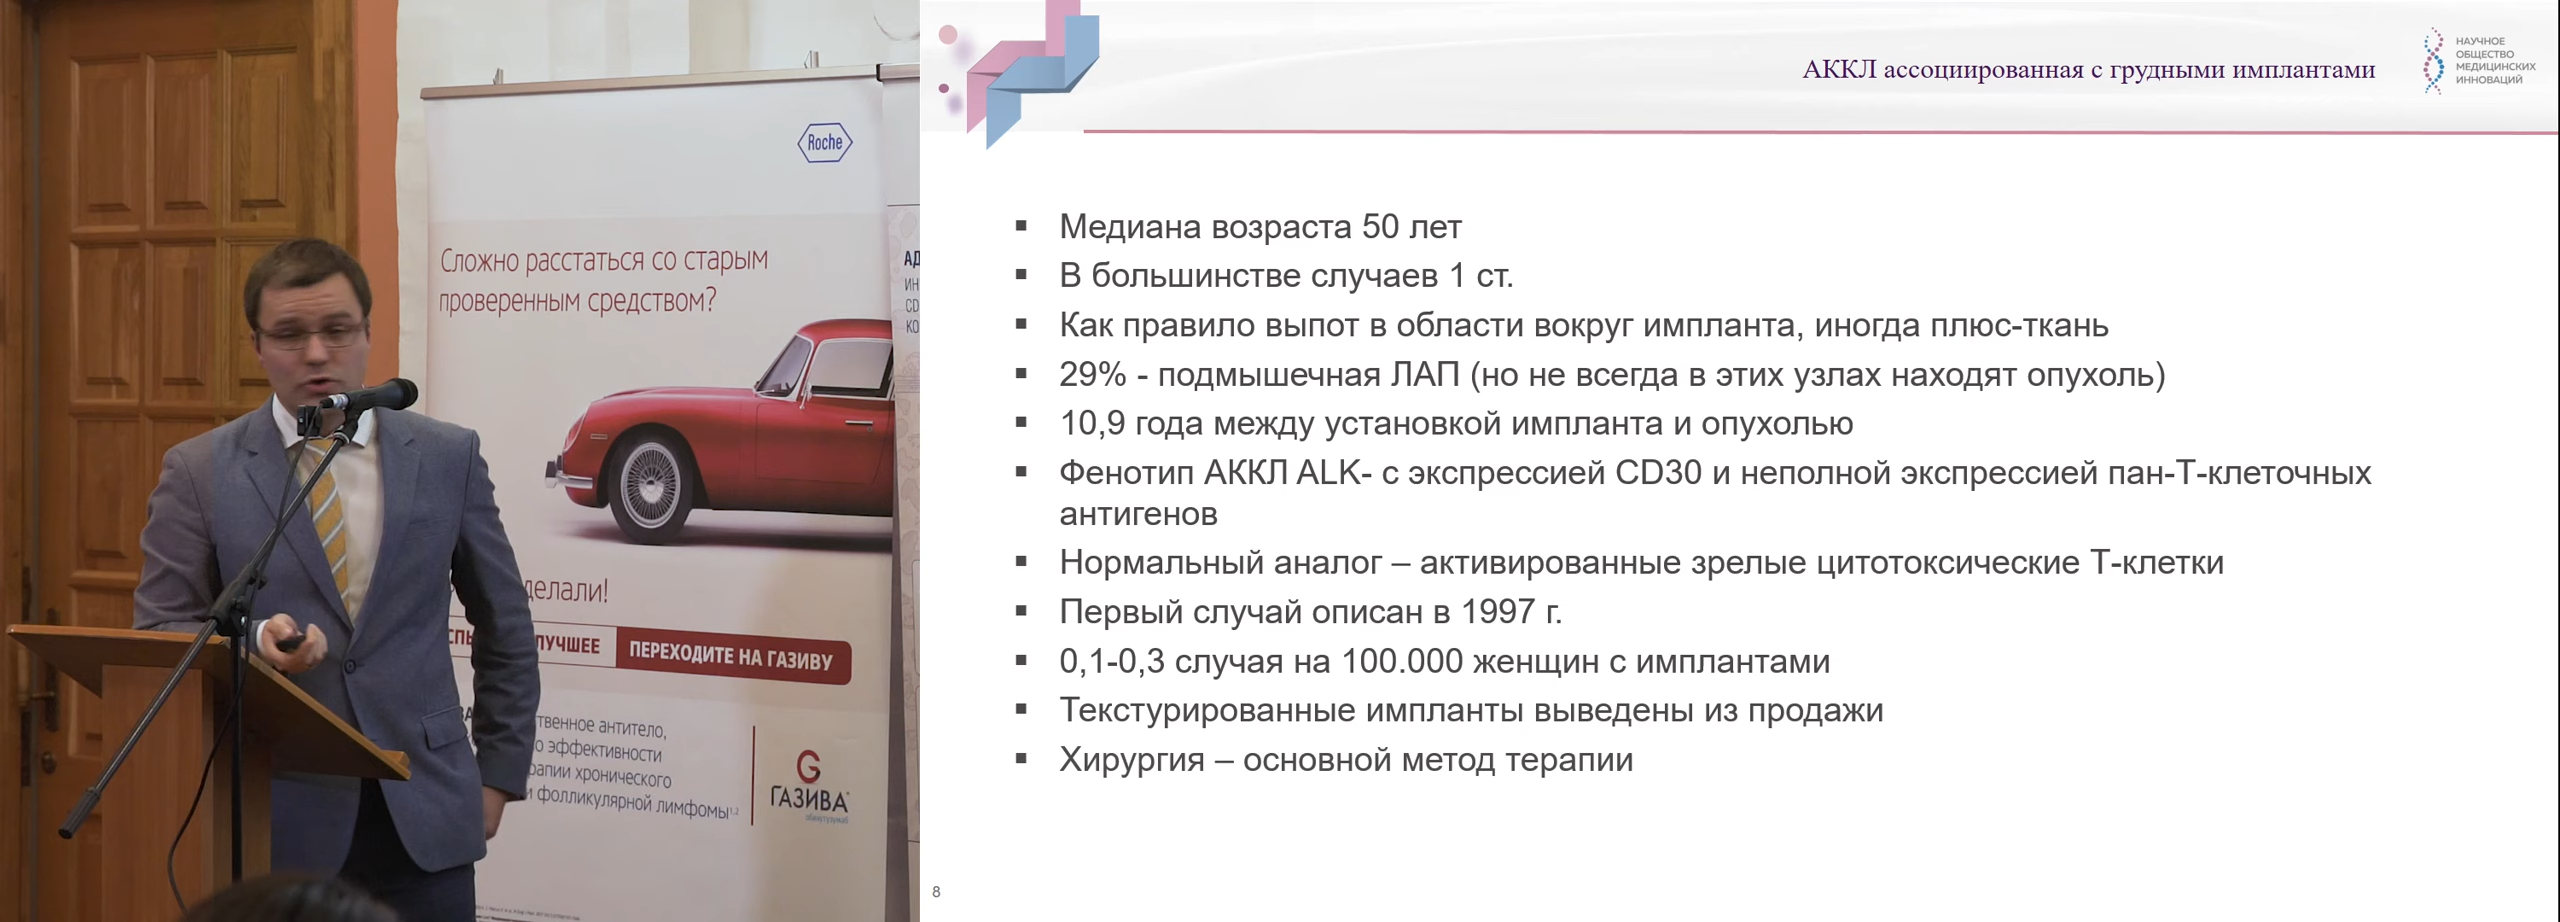 Roche
Сложно расстаться со старым
проверенным средством?
делали!
ЛУЧШЕЕ
ПЕРЕХОДИТЕ НА ГАЗИВУ
антитело,
эффективности
хронического
и фолликулярной лимфомы1,2
ГАЗИВА
обинутузумаб
АККЛ ассоциированная с грудными имплантами
НАУЧНОЕ
ОБЩЕСТВО
МЕДИЦИНСКИХ
ИННОВАЦИЙ
▪ Медиана возраста 50 лет
▪ В большинстве случаев 1 ст.
▪ Как правило выпот в области вокруг импланта, иногда плюс-ткань
▪ 29% - подмышечная ЛАП (но не всегда в этих узлах находят опухоль)
▪ 10,9 года между установкой импланта и опухолью
▪ Фенотип АККЛ ALK- с экспрессией CD30 и неполной экспрессией пан-Т-клеточных
антигенов
▪ Нормальный аналог – активированные зрелые цитотоксические Т-клетки
▪ Первый случай описан в 1997 г.
▪ 0,1-0,3 случая на 100.000 женщин с имплантами
▪ Текстурированные импланты выведены из продажи
▪ Хирургия – основной метод терапии
8